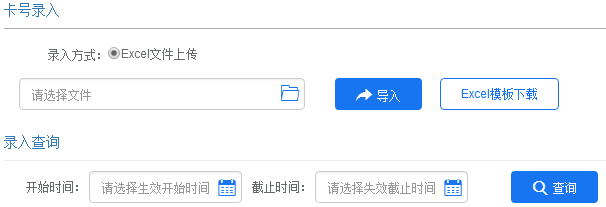 卡号录入
录入方式: Excel文件上传
请选择文件 导入 Excel模板下载
录入查询
开始时间: 请选择生效开始时间 截止时间: 请选择失效截止时间 查询